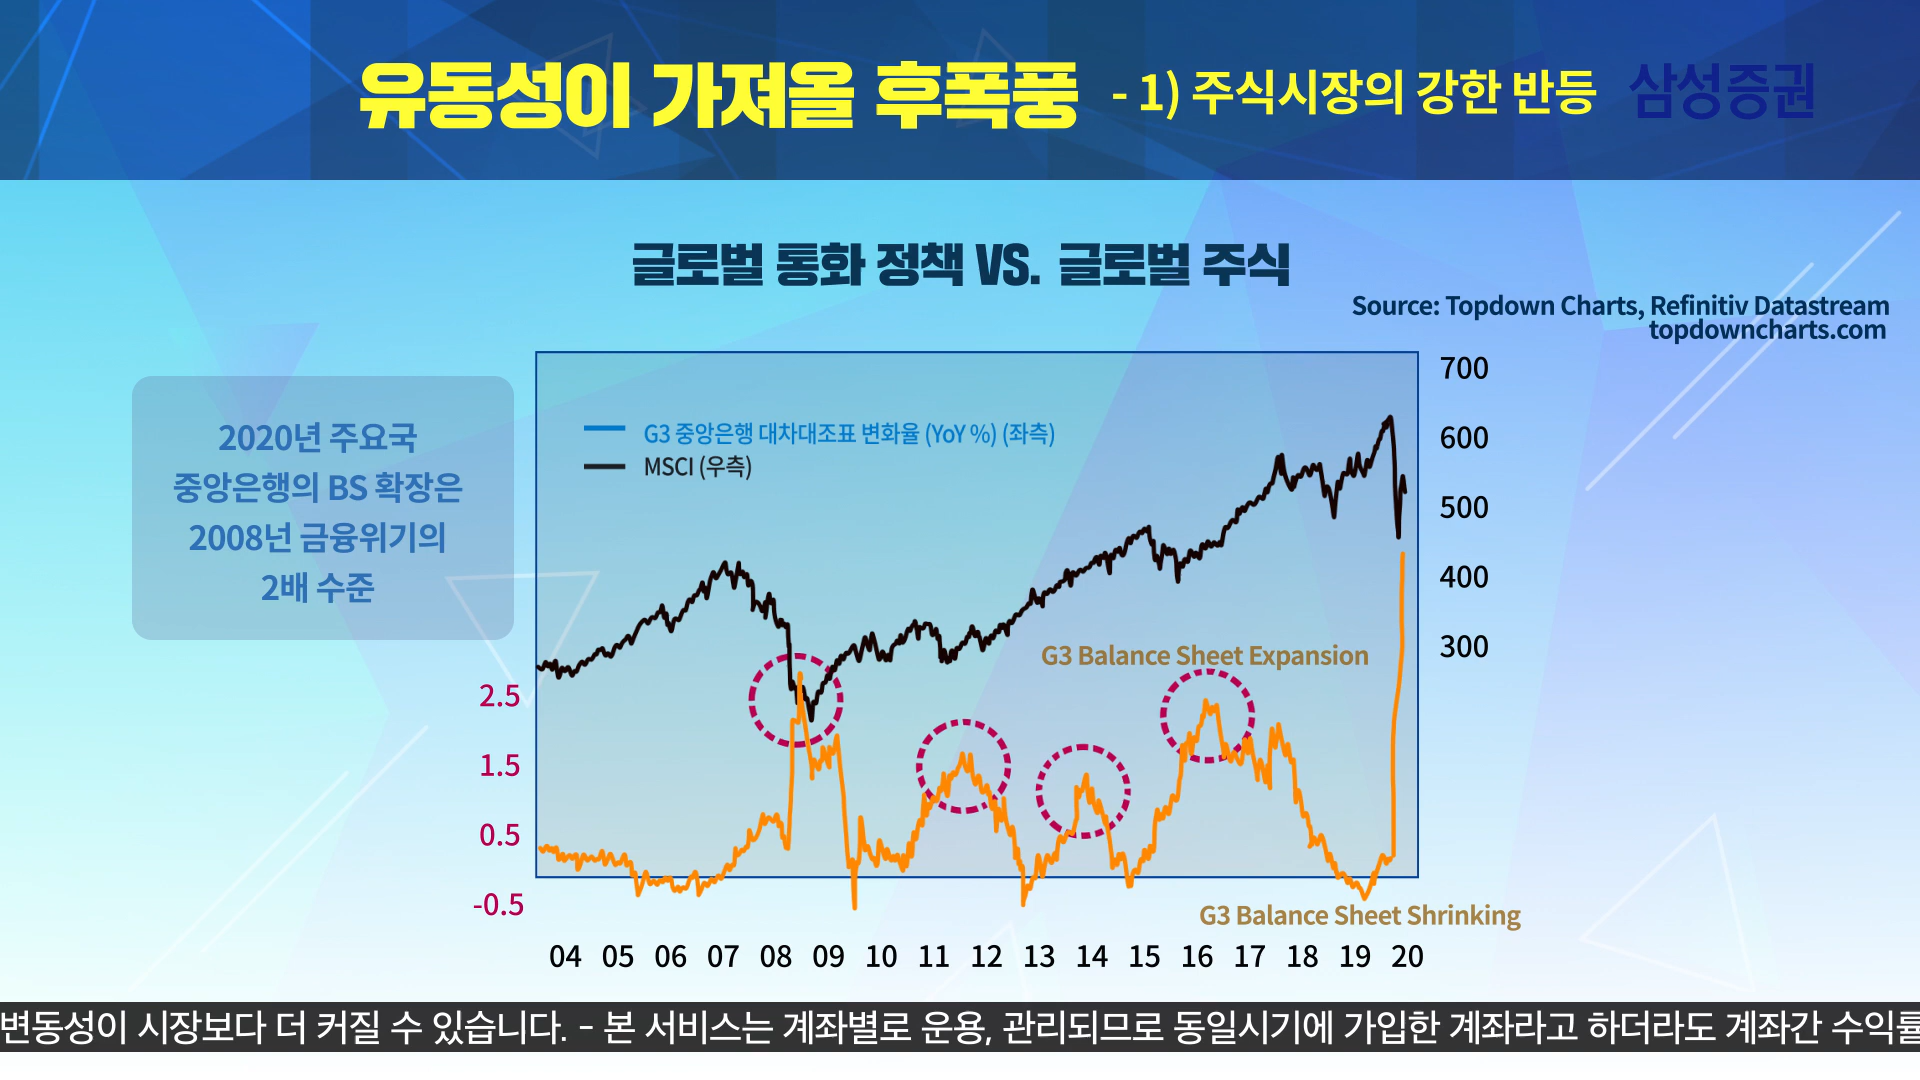 유동성이 가져올 후폭풍 - 1) 주식시장의 강한 반등 삼성증권
글로벌 통화 정책 VS. 글로벌 주식
Source: Topdown Charts, Refinitiv Datastream
topdowncharts.com
2020년 주요국
중앙은행의 BS 확장은
2008넌 금융위기의
2배 수준
G3 중앙은행 대차대조표 변화율 (YoY %) (좌측)
MSCI (우측)
700
600
500
400
300
G3 Balance Sheet Expansion
2.5
1.5
0.5
-0.5
G3 Balance Sheet Shrinking
04 05 06 07 08 09 10 11 12 13 14 15 16 17 18 19 20
변동성이 시장보다 더 커질 수 있습니다. - 본 서비스는 계좌별로 운용, 관리되므로 동일시기에 가입한 계좌라고 하더라도 계좌간 수익률